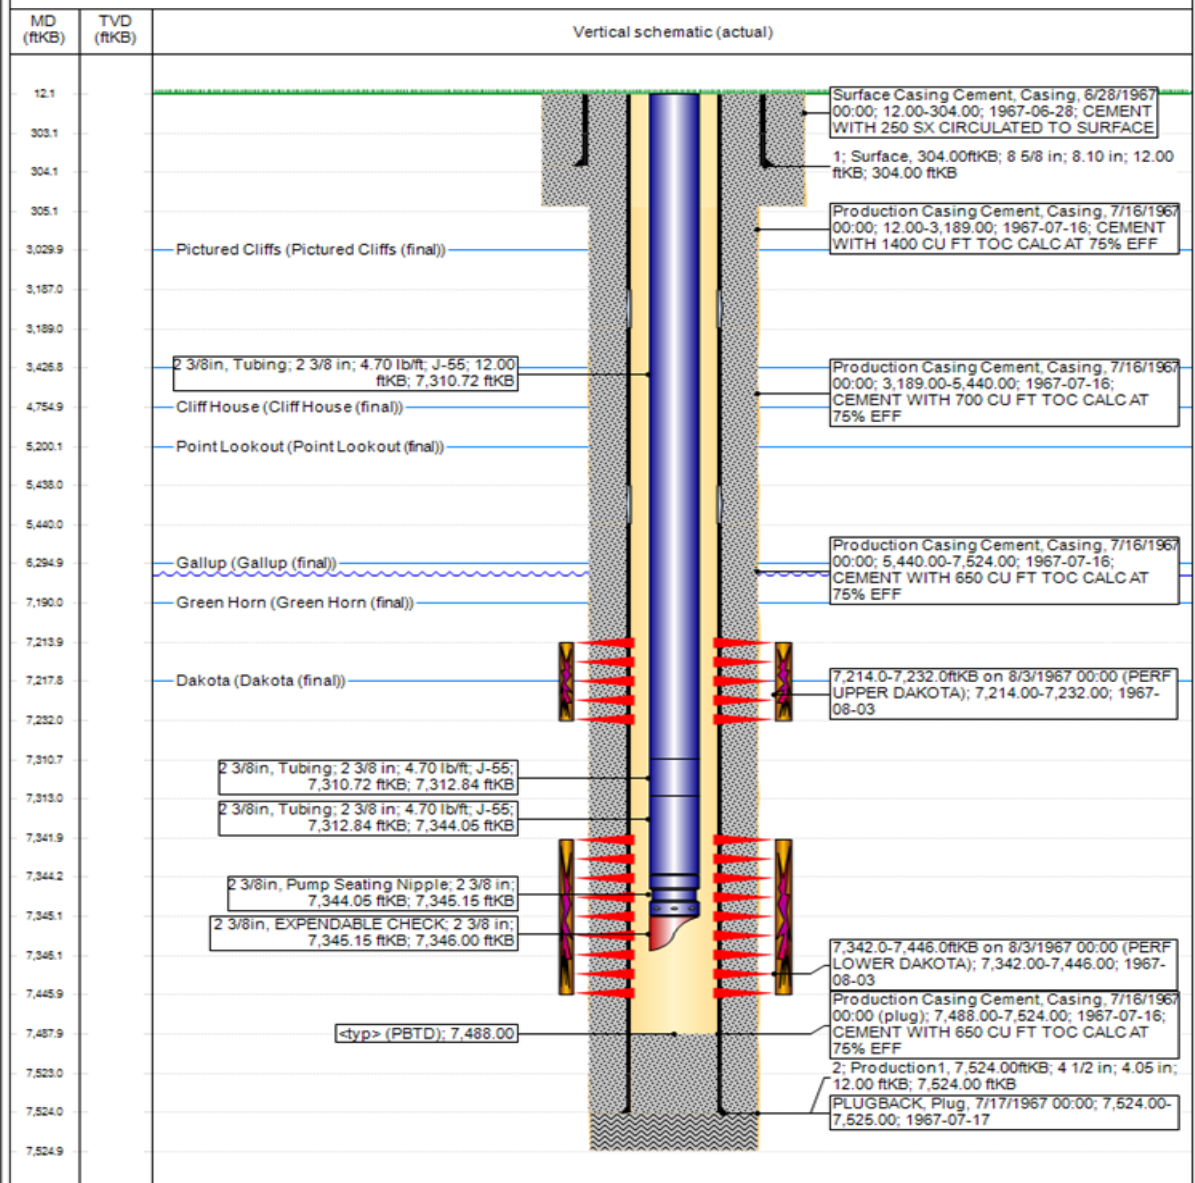 MD
(ftKB)
TVD
(ftKB)
Vertical schematic (actual)
12.1
303.1
304.1
305.1
3,029.9
3,187.0
3,189.0
3,426.8
4,754.9
5,200.1
5,438.0
5,440.0
6,294.9
7,190.0
7,213.9
7,217.8
7,232.0
7,310.7
7,313.0
7,341.9
7,344.2
7,345.1
7,346.1
7,445.9
7,487.9
7,523.0
7,524.0
7,524.9
Pictured Cliffs (Pictured Cliffs (final))
2 3/8in, Tubing; 2 3/8 in; 4.70 lb/ft; J-55; 12.00
ftKB; 7,310.72 ftKB
Cliff House (Cliff House (final))
Point Lookout (Point Lookout (final))
Gallup (Gallup (final))
Green Horn (Green Horn (final))
Dakota (Dakota (final))
2 3/8in, Tubing; 2 3/8 in; 4.70 lb/ft; J-55;
7,310.72 ftKB; 7,312.84 ftKB
2 3/8in, Tubing; 2 3/8 in; 4.70 lb/ft; J-55;
7,312.84 ftKB; 7,344.05 ftKB
2 3/8in, Pump Seating Nipple; 2 3/8 in;
7,344.05 ftKB; 7,345.15 ftKB
2 3/8in, EXPENDABLE CHECK; 2 3/8 in;
7,345.15 ftKB; 7,346.00 ftKB
<typ> (PBTD); 7,488.00
Surface Casing Cement, Casing, 6/28/1967
00:00; 12.00-304.00; 1967-06-28; CEMENT
WITH 250 SX CIRCULATED TO SURFACE
1; Surface, 304.00ftKB; 8 5/8 in; 8.10 in; 12.00
ftKB; 304.00 ftKB
Production Casing Cement, Casing, 7/16/1967
00:00; 12.00-3,189.00; 1967-07-16; CEMENT
WITH 1400 CU FT TOC CALC AT 75% EFF
Production Casing Cement, Casing, 7/16/1967
00:00; 3,189.00-5,440.00; 1967-07-16;
CEMENT WITH 700 CU FT TOC CALC AT
75% EFF
Production Casing Cement, Casing, 7/16/1967
00:00; 5,440.00-7,524.00; 1967-07-16;
CEMENT WITH 650 CU FT TOC CALC AT
75% EFF
7,214.0-7,232.0ftKB on 8/3/1967 00:00 (PERF
UPPER DAKOTA); 7,214.00-7,232.00; 1967-
08-03
7,342.0-7,446.0ftKB on 8/3/1967 00:00 (PERF
LOWER DAKOTA); 7,342.00-7,446.00; 1967-
08-03
Production Casing Cement, Casing, 7/16/1967
00:00 (plug); 7,488.00-7,524.00; 1967-07-16;
CEMENT WITH 650 CU FT TOC CALC AT
75% EFF
2; Production1, 7,524.00ftKB; 4 1/2 in; 4.05 in;
12.00 ftKB; 7,524.00 ftKB
PLUGBACK, Plug, 7/17/1967 00:00; 7,524.00-
7,525.00; 1967-07-17